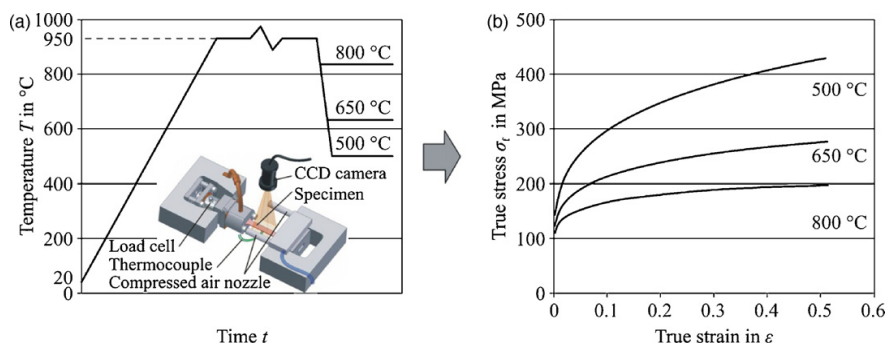 (a)
1000
950
800
600
400
200
20
0
Temperature T in °C
800 °C
650 °C
500 °C
CCD camera
Specimen
Load cell
Thermocouple
Compressed air nozzle
Time t
(b)
500
400
300
200
100
0
True stress σf in MPa
500 °C
650 °C
800 °C
0 0.1 0.2 0.3 0.4 0.5 0.6
True strain in ε